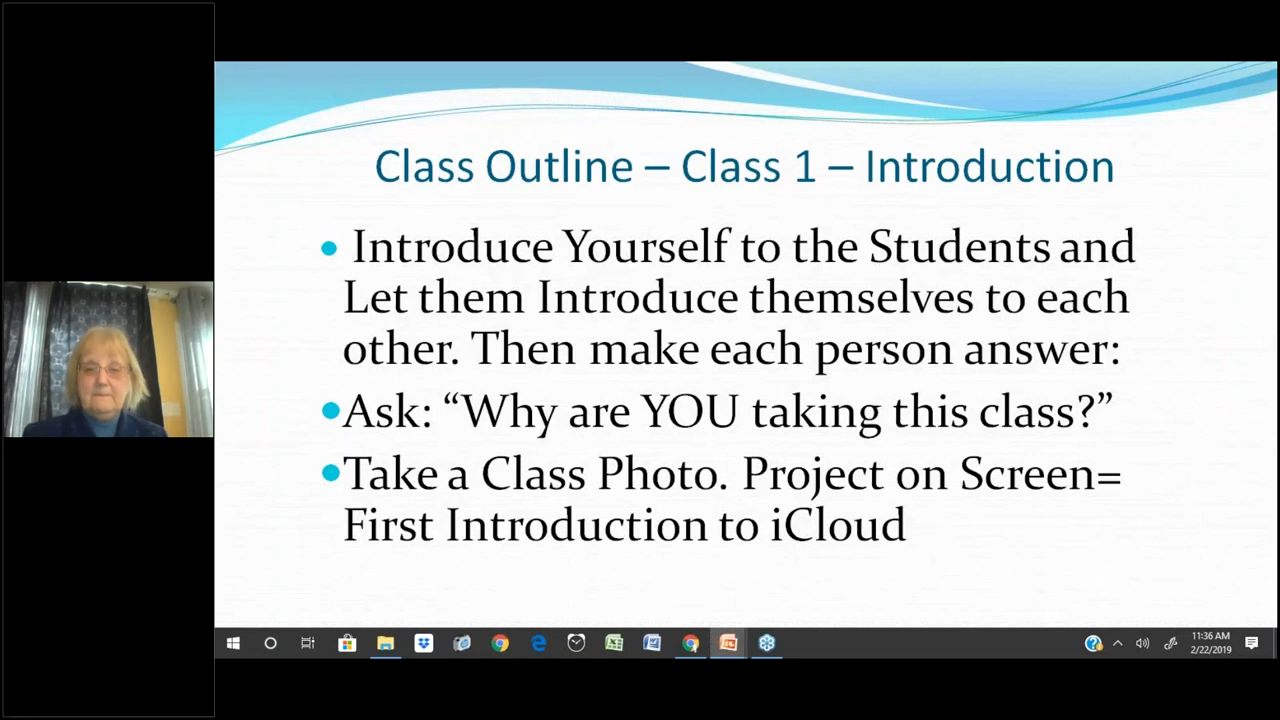 Class Outline – Class 1 – Introduction
• Introduce Yourself to the Students and
Let them Introduce themselves to each
other. Then make each person answer:
•Ask: “Why are YOU taking this class?”
•Take a Class Photo. Project on Screen=
First Introduction to iCloud
11:36 AM
2/22/2019